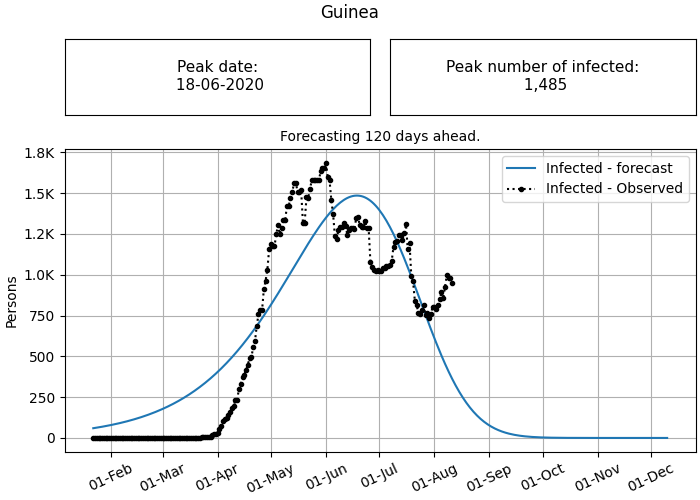 Guinea
Peak date:
18-06-2020
Peak number of infected:
1,485
Forecasting 120 days ahead.
Infected - forecast
Infected - Observed
1.8K
1.5K
1.2K
1.0K
750
500
250
0
Persons
01-Feb
01-Mar
01-Apr
01-May
01-Jun
01-Jul
01-Aug
01-Sep
01-Oct
01-Nov
01-Dec